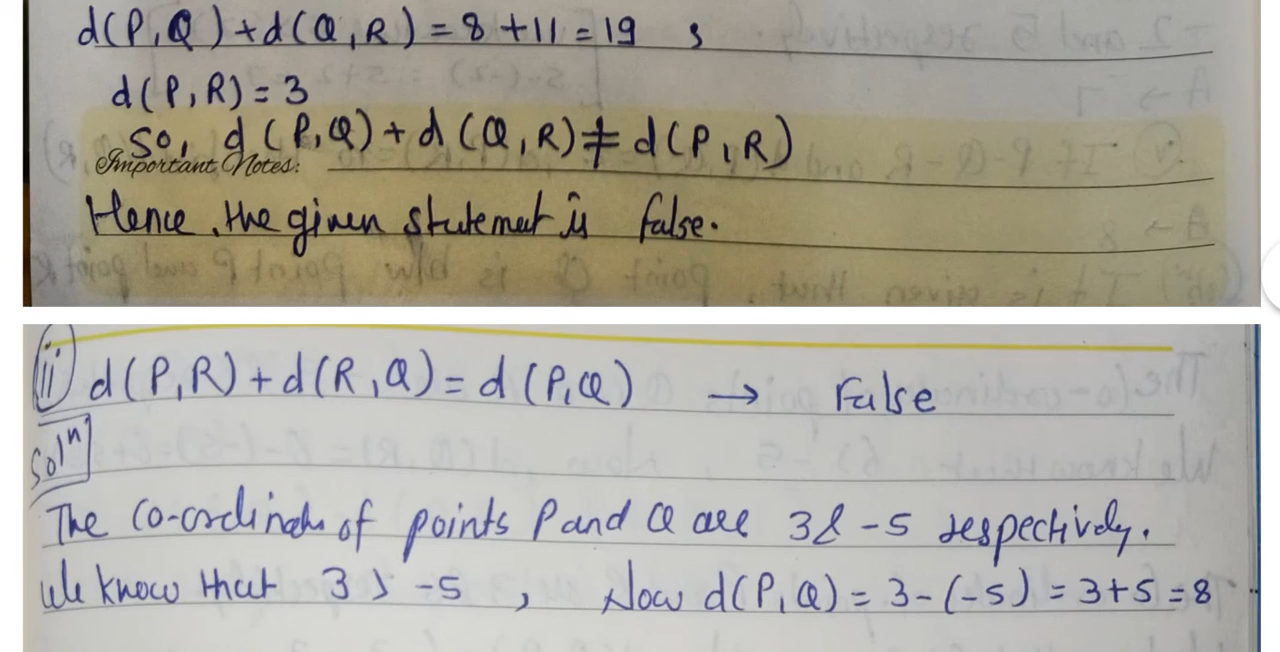 d(P,Q)+d(Q,R)=8+11=19 s
d(P,R)=3
So, d(P,Q)+d(Q,R)≠d(P,R)
Important Notes:
Hence, the given statement is false.
(ii) d(P,R)+d(R,Q)=d(P,Q) → False
Solⁿ]
The co-ordinate of points P and Q are 3 & -5 respectively.
We know that 3 > -5 , Now d(P,Q) = 3-(-5) = 3+5 = 8